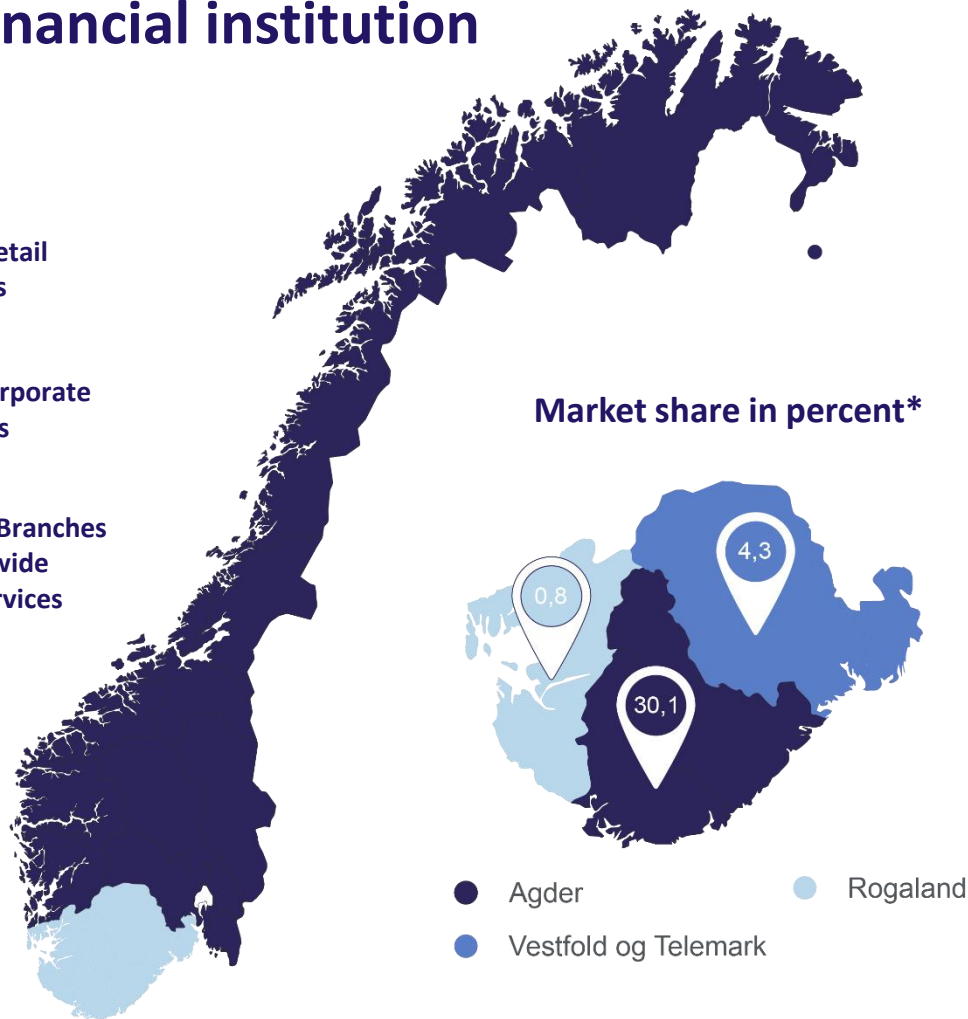 nancial institution
etail
s
rporate
s
Branches
wide
rvices
Market share in percent*
4,3
0,8
30,1
Agder
Rogaland
Vestfold og Telemark